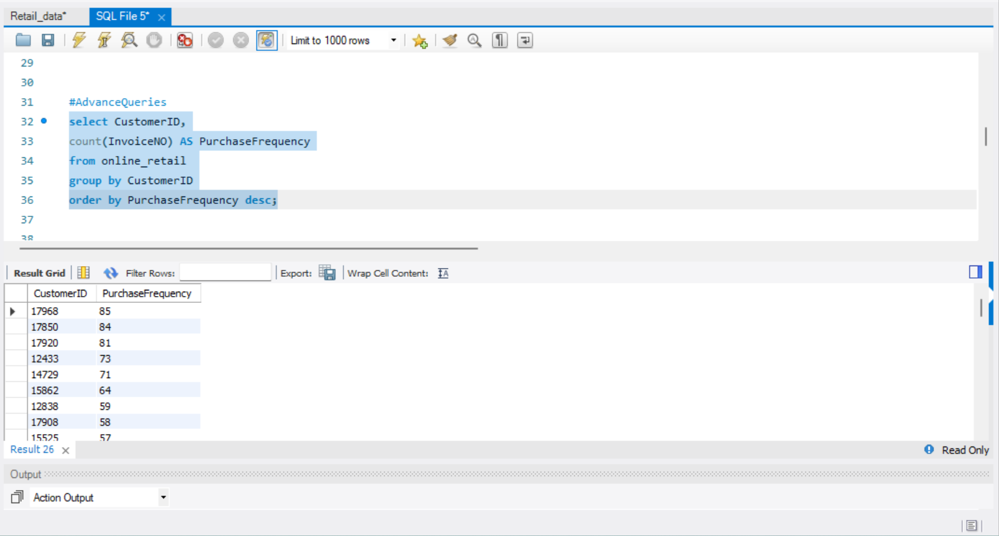 Retail_data*
SQL File 5*
Limit to 1000 rows
29
30
31 #AdvanceQueries
32 select CustomerID,
33 count(InvoiceNO) AS PurchaseFrequency
34 from online_retail
35 group by CustomerID
36 order by PurchaseFrequency desc;
37
38
Result Grid Filter Rows: Export: Wrap Cell Content: IA
CustomerID PurchaseFrequency
17968 85
17850 84
17920 81
12433 73
14729 71
15862 64
12838 59
17908 58
15525 57
Result 26 Read Only
Output
Action Output